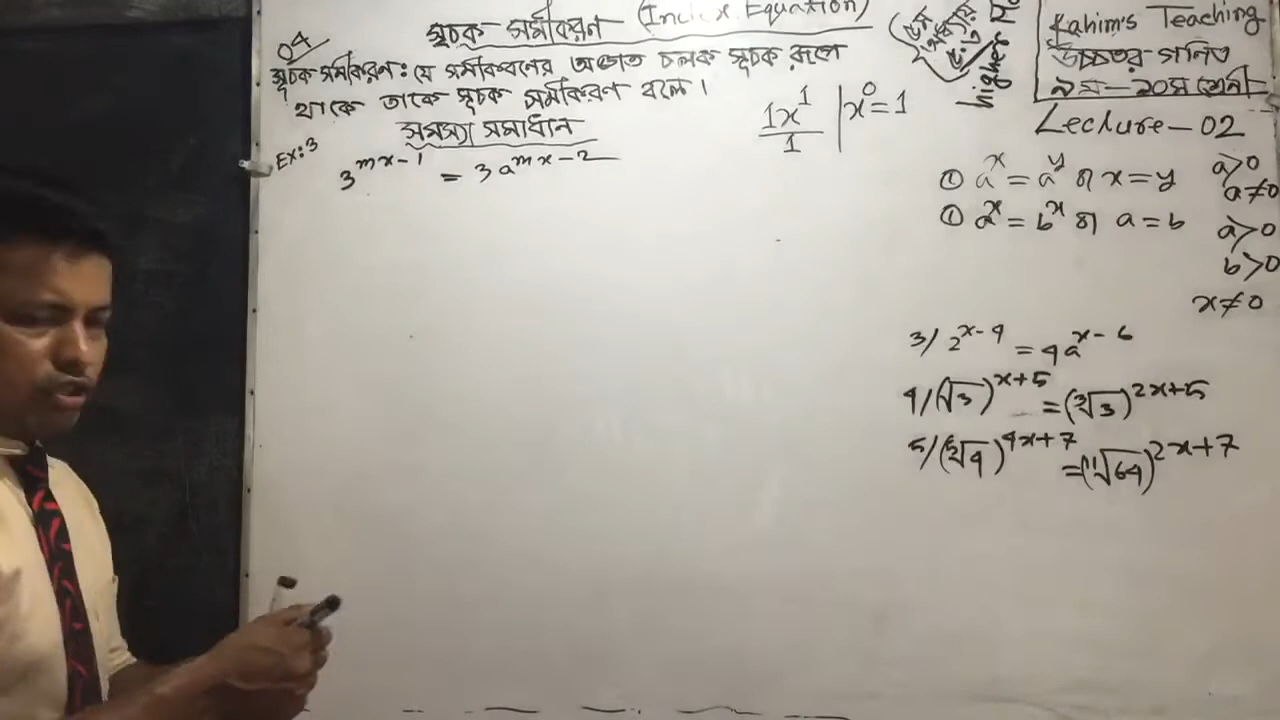 সূচক সমীকরণ (Index Equation)
04
সূচক সমীকরণ: যে সমীকরণের অজ্ঞাত চলক সূচক রূপে
থাকে তাকে সূচক সমীকরণ বলে।
সমস্যা সমাধান
Ex:3
3^{mx-1} = 3a^{mx-2}
1x^1/1 | x^0 = 1
Rahim's Teaching
উচ্চতর গণিত
৯ম-১০ম শ্রেণী
Lecture-02
① a^x = a^y হলে x = y a>0 a≠0
① a^x = b^x হলে a = b a>0
b>0
x≠0
3/ 2^{x-4} = 4a^{x-6}
4/ (√3)^{x+5} = (∛3)^{2x+5}
5/ (⁵√4)^{4x+7} = (¹¹√64)^{2x+7}